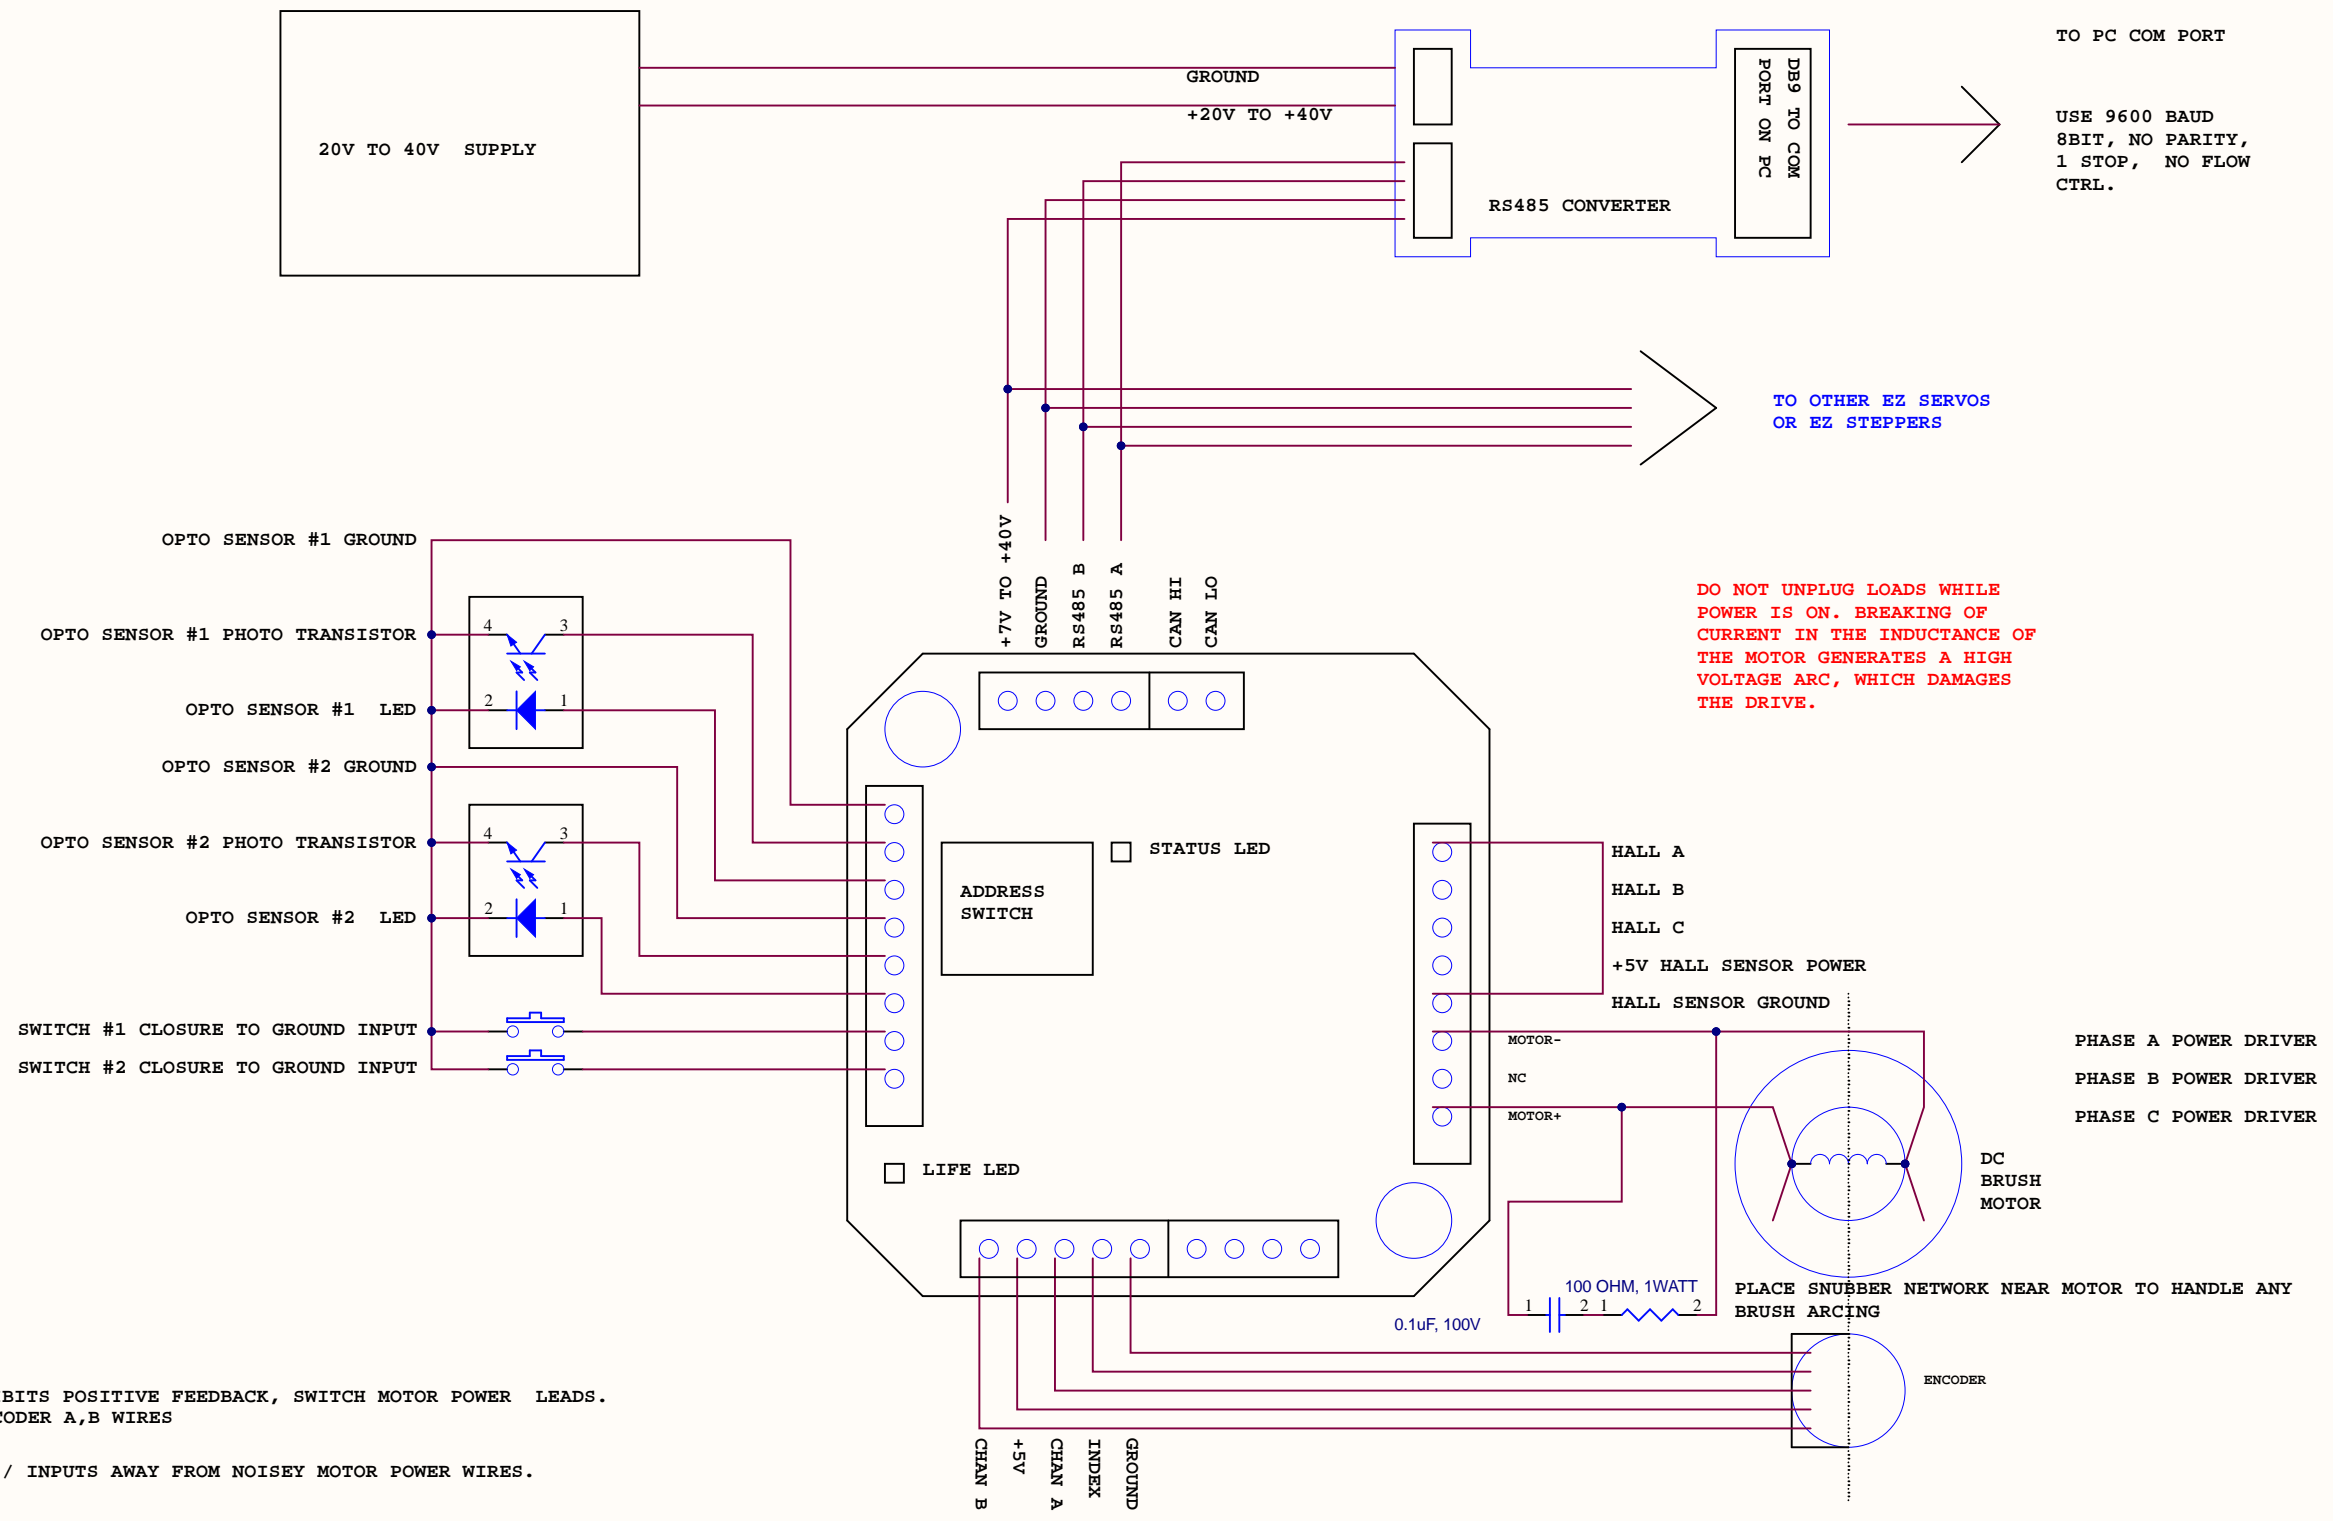 TO PC COM PORT
GROUND
+20V TO +40V
20V TO 40V  SUPPLY
DB9 TO COM
PORT ON PC
RS485 CONVERTER
USE 9600 BAUD
8BIT, NO PARITY,
1 STOP,  NO FLOW
CTRL.
TO OTHER EZ SERVOS
OR EZ STEPPERS
+7V TO +40V
GROUND
RS485 B
RS485 A
CAN HI
CAN LO
DO NOT UNPLUG LOADS WHILE
POWER IS ON. BREAKING OF
CURRENT IN THE INDUCTANCE OF
THE MOTOR GENERATES A HIGH
VOLTAGE ARC, WHICH DAMAGES
THE DRIVE.
OPTO SENSOR #1 GROUND
OPTO SENSOR #1 PHOTO TRANSISTOR
4 3
OPTO SENSOR #1  LED
2 1
OPTO SENSOR #2 GROUND
OPTO SENSOR #2 PHOTO TRANSISTOR
4 3
OPTO SENSOR #2  LED
2 1
SWITCH #1 CLOSURE TO GROUND INPUT
SWITCH #2 CLOSURE TO GROUND INPUT
STATUS LED
ADDRESS
SWITCH
LIFE LED
HALL A
HALL B
HALL C
+5V HALL SENSOR POWER
HALL SENSOR GROUND
MOTOR-
NC
MOTOR+
PHASE A POWER DRIVER
PHASE B POWER DRIVER
PHASE C POWER DRIVER
DC
BRUSH
MOTOR
100 OHM, 1WATT
1 2 1 2
0.1uF, 100V
PLACE SNUBBER NETWORK NEAR MOTOR TO HANDLE ANY
BRUSH ARCING
ENCODER
CHAN B
+5V
CHAN A
INDEX
GROUND
BITS POSITIVE FEEDBACK, SWITCH MOTOR POWER  LEADS.
CODER A,B WIRES
/ INPUTS AWAY FROM NOISEY MOTOR POWER WIRES.